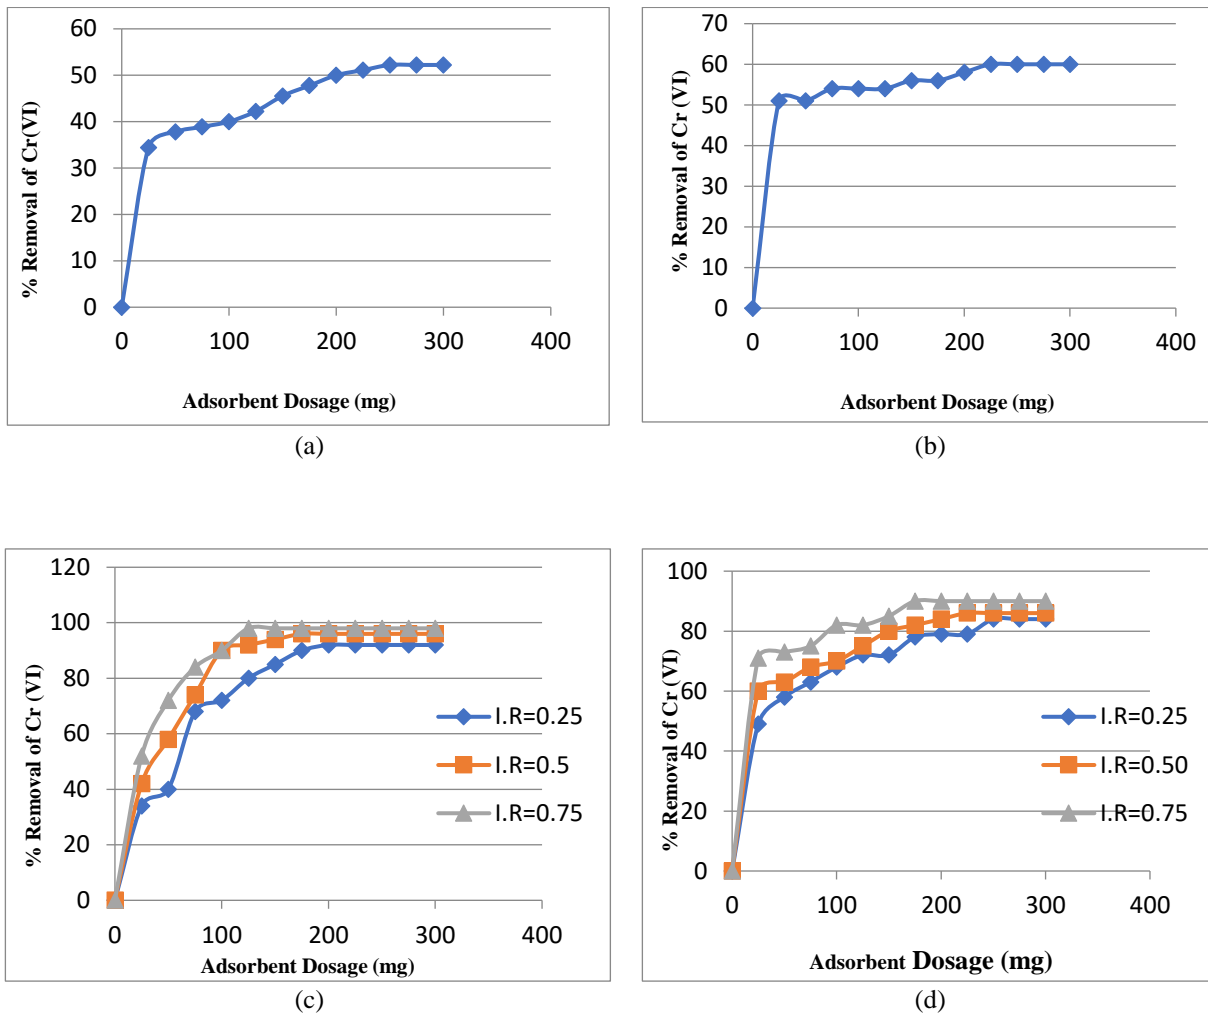 60
50
40
30
20
10
0
0 100 200 300 400
% Removal of Cr(VI)
Adsorbent Dosage (mg)
(a)
70
60
50
40
30
20
10
0
0 100 200 300 400
% Removal of Cr (VI)
Adsorbent Dosage (mg)
(b)
120
100
80
60
40
20
0
0 100 200 300 400
% Removal of Cr (VI)
I.R=0.25
I.R=0.5
I.R=0.75
Adsorbent Dosage (mg)
(c)
100
80
60
40
20
0
0 100 200 300 400
% Removal of Cr (VI)
I.R=0.25
I.R=0.50
I.R=0.75
Adsorbent Dosage (mg)
(d)